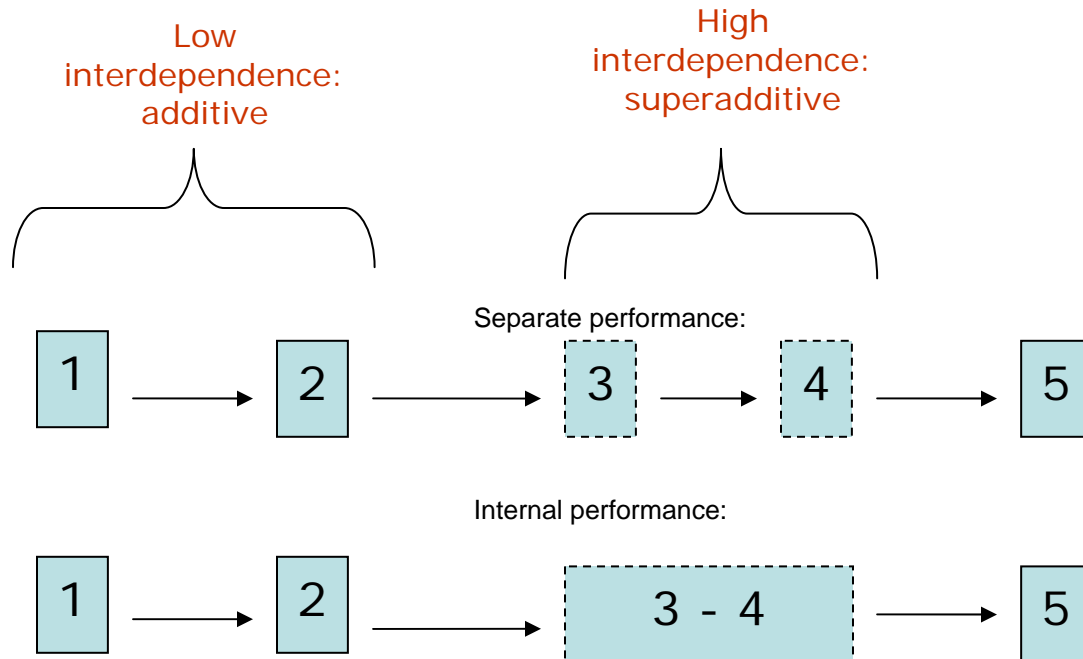 Low
interdependence:
additive
High
interdependence:
superadditive
Separate performance:
1
2
3
4
5
Internal performance:
1
2
3 - 4
5